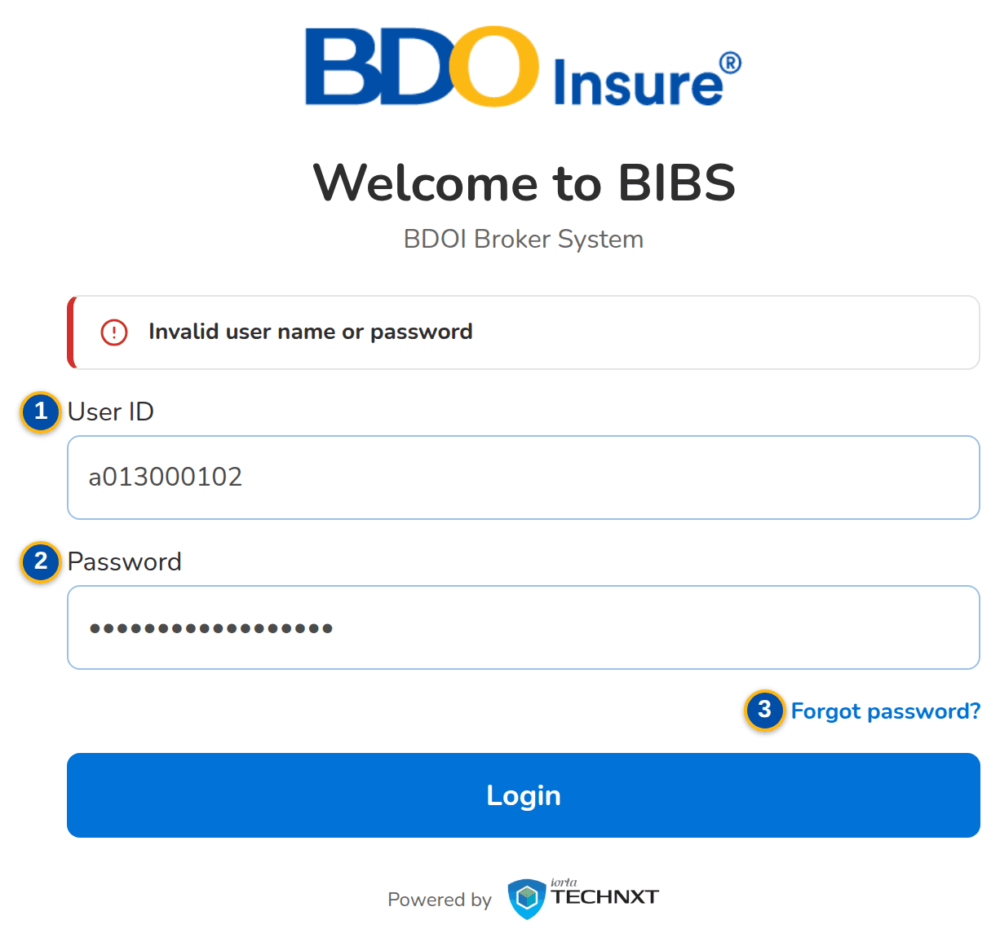 BDO Insure®
Welcome to BIBS
BDOI Broker System
Invalid user name or password
1 User ID
a013000102
2 Password
••••••••••••••••••
3 Forgot password?
Login
Powered by iorta TECHNXT